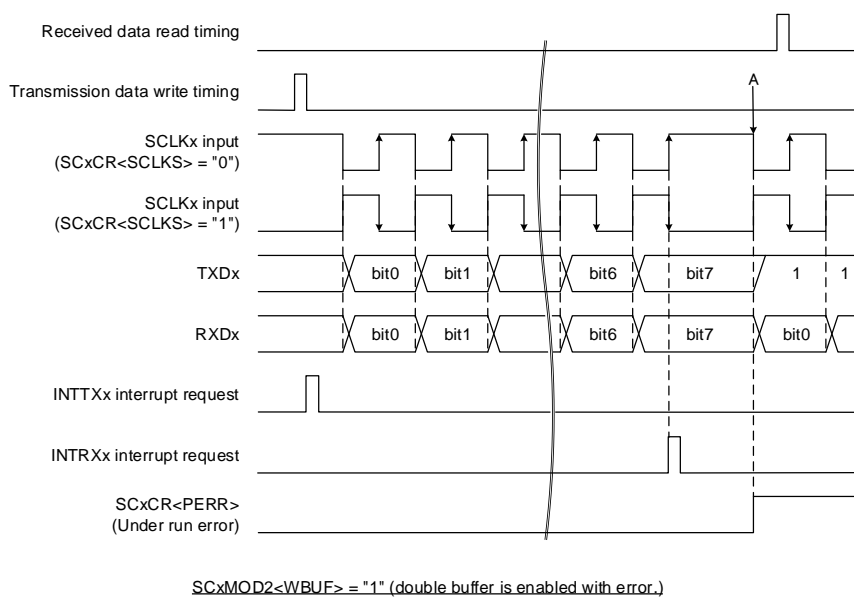 Received data read timing
Transmission data write timing
A
SCLKx input
(SCxCR<SCLKS> = "0")
SCLKx input
(SCxCR<SCLKS> = "1")
TXDx bit0 bit1 bit6 bit7 1 1
RXDx bit0 bit1 bit6 bit7 bit0
INTTXx interrupt request
INTRXx interrupt request
SCxCR<PERR>
(Under run error)
SCxMOD2<WBUF> = "1" (double buffer is enabled with error.)